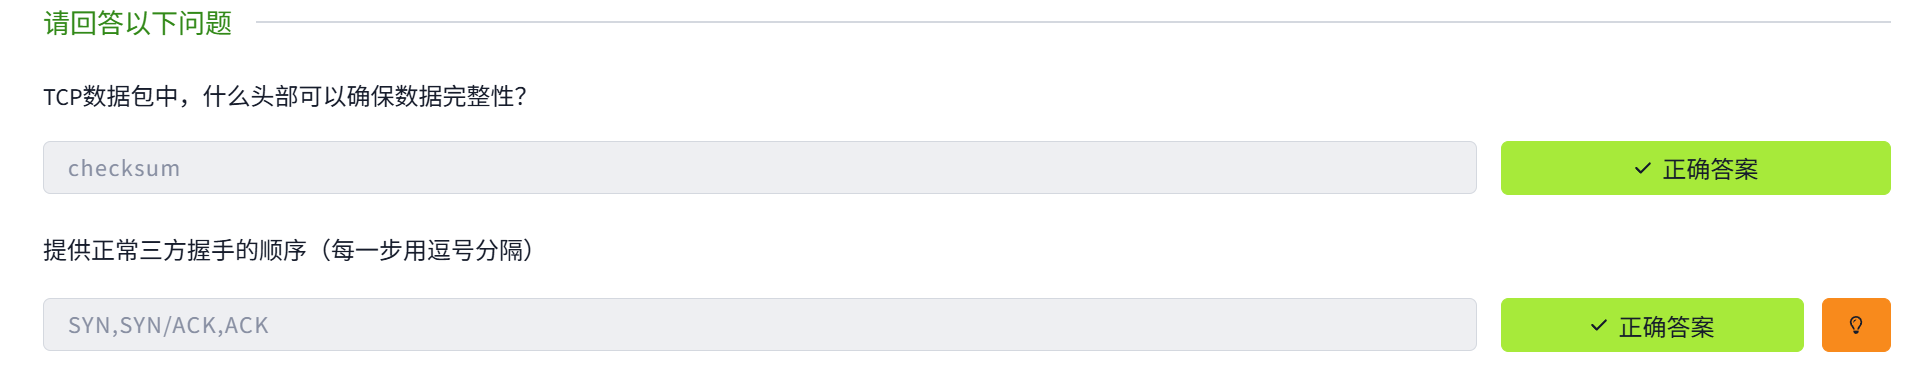 请回答以下问题
TCP数据包中，什么头部可以确保数据完整性？
checksum
正确答案
提供正常三方握手的顺序（每一步用逗号分隔）
SYN,SYN/ACK,ACK
正确答案